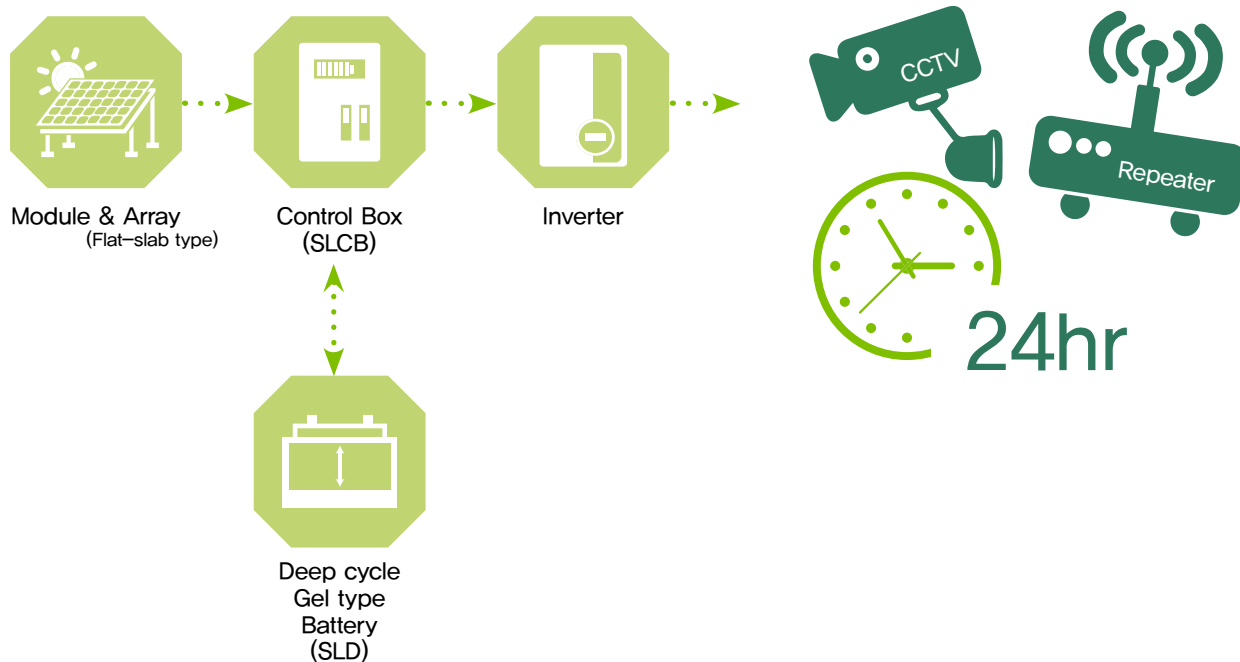 CCTV
Repeater
Module & Array
(Flat-slab type)
Control Box
(SLCB)
Inverter
24hr
Deep cycle
Gel type
Battery
(SLD)